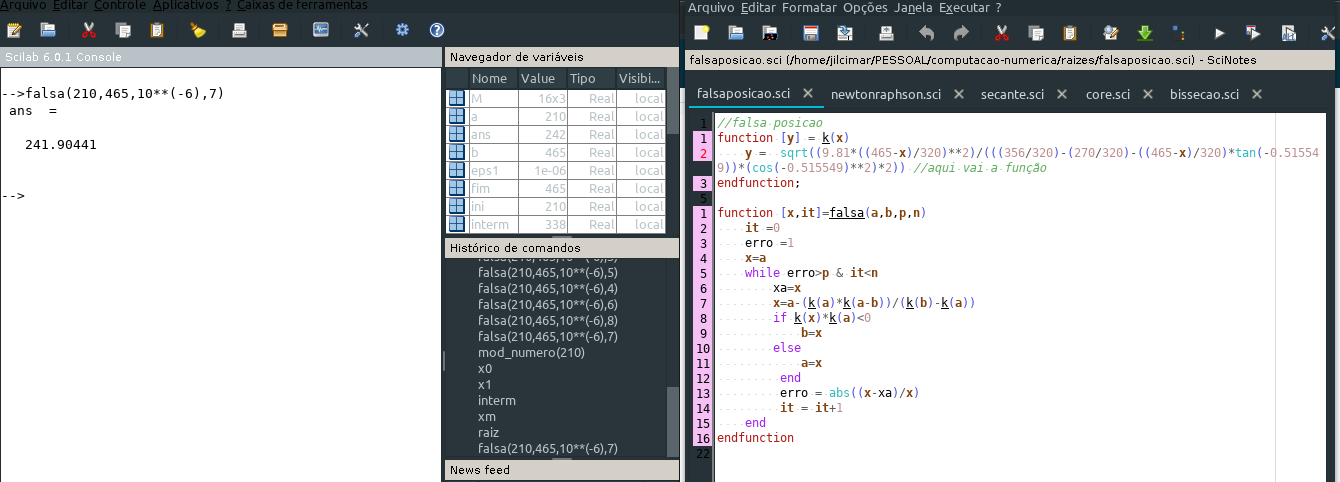 Arquivo Editar Controle Aplicativos ? Caixas de ferramentas
Scilab 6.0.1 Console
-->falsa(210,465,10**(-6),7)
ans =
241.90441
-->
Navegador de variáveis
Nome Value Tipo Visibi...
M 16x3 Real local
a 210 Real local
ans 242 Real local
b 465 Real local
eps1 1e-06 Real local
fim 465 Real local
ini 210 Real local
interm 338 Real local
Histórico de comandos
falsa(210,465,10**(-6),5)
falsa(210,465,10**(-6),4)
falsa(210,465,10**(-6),6)
falsa(210,465,10**(-6),8)
falsa(210,465,10**(-6),7)
mod_numero(210)
x0
x1
interm
xm
raiz
falsa(210,465,10**(-6),7)
News feed
Arquivo Editar Formatar Opções Janela Executar ?
falsaposicao.sci (/home/jilcimar/PESSOAL/computacao-numerica/raizes/falsaposicao.sci) - SciNotes
falsaposicao.sci newtonraphson.sci secante.sci core.sci bissecao.sci
1 //falsa posicao
1 function [y] = k(x)
2 y = sqrt((9.81*((465-x)/320)**2)/(((356/320)-(270/320)-((465-x)/320)*tan(-0.51554
9))*(cos(-0.515549)**2)*2)) //aqui vai a função
3 endfunction;
5
1 function [x,it]=falsa(a,b,p,n)
2 it =0
3 erro =1
4 x=a
5 while erro>p & it<n
6 xa=x
7 x=a-(k(a)*k(a-b))/(k(b)-k(a))
8 if k(x)*k(a)<0
9 b=x
10 else
11 a=x
12 end
13 erro = abs((x-xa)/x)
14 it = it+1
15 end
16 endfunction
22